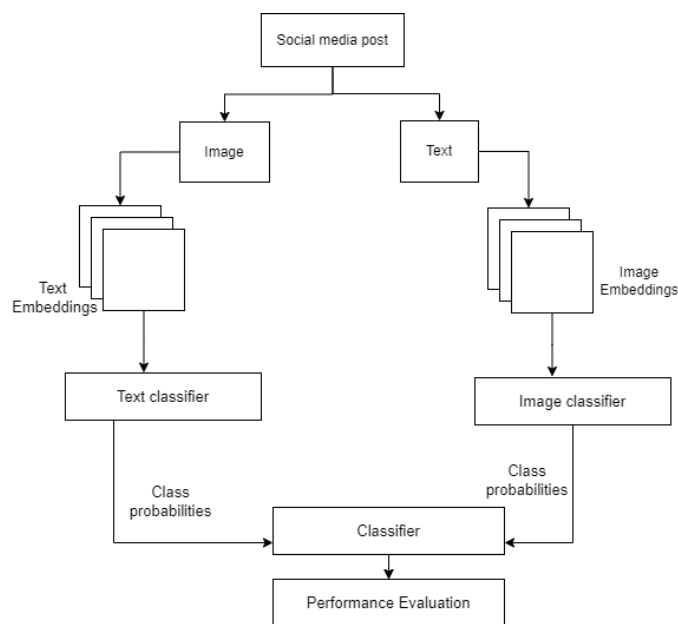 Social media post
Image
Text
Text
Embeddings
Image
Embeddings
Text classifier
Image classifier
Class
probabilities
Class
probabilities
Classifier
Performance Evaluation